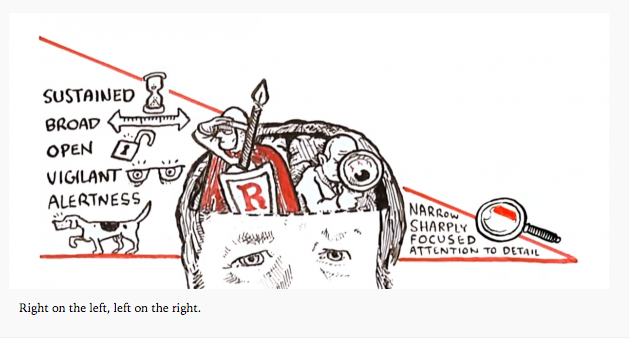 SUSTAINED
BROAD
OPEN
VIGILANT
ALERTNESS
R
NARROW
SHARPLY
FOCUSED
ATTENTION TO DETAIL
Right on the left, left on the right.